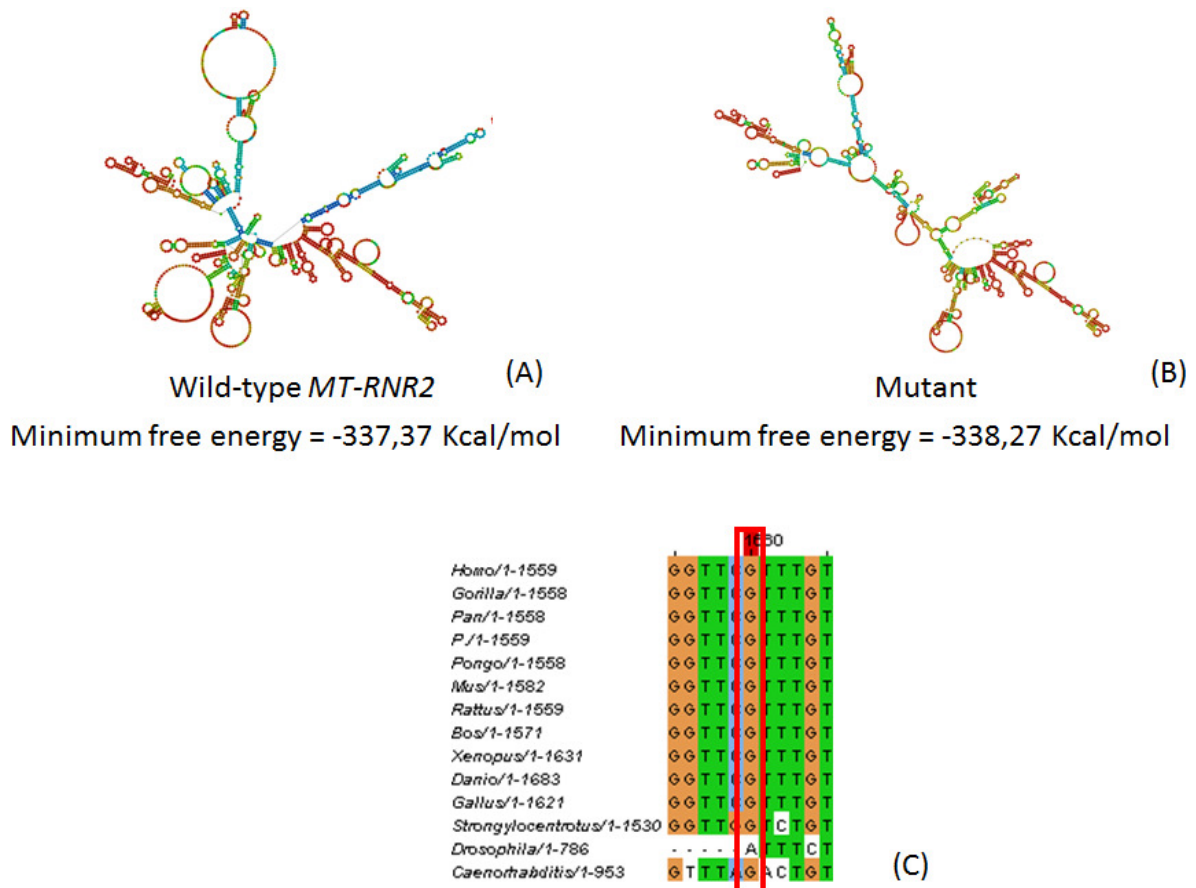 (A)
(B)
Wild-type MT-RNR2
Mutant
Minimum free energy = -337,37 Kcal/mol
Minimum free energy = -338,27 Kcal/mol
Homo/1-1559 G G T T C G T T T G T
Gorilla/1-1558 G G T T C G T T T G T
Pan/1-1558 G G T T C G T T T G T
P./1-1559 G G T T C G T T T G T
Pongo/1-1558 G G T T C G T T T G T
Mus/1-1582 G G T T C G T T T G T
Rattus/1-1559 G G T T C G T T T G T
Bos/1-1571 G G T T C G T T T G T
Xenopus/1-1631 G G T T C G T T T G T
Danio/1-1683 G G T T C G T T T G T
Gallus/1-1621 G G T T C G T T T G T
Strongylocentrotus/1-1530 G G T T G G T C T G T
Drosophila/1-786 - - - - - A T T T C T
Caenorhabditis/1-953 G T T T A G A C T G T
(C)